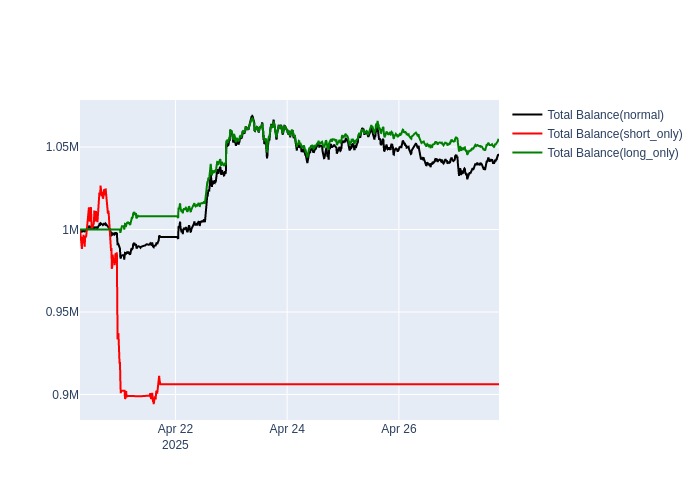 Total Balance(normal)
Total Balance(short_only)
Total Balance(long_only)
1.05M
1M
0.95M
0.9M
Apr 22
2025
Apr 24
Apr 26